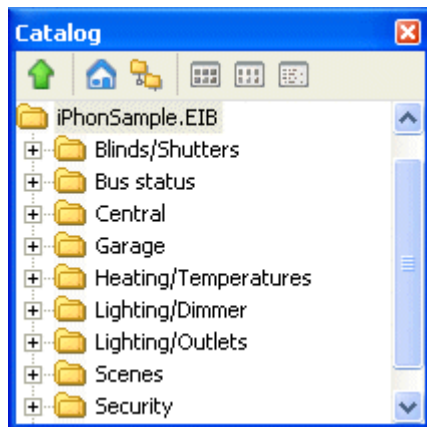 Catalog
iPhonSample.EIB
Blinds/Shutters
Bus status
Central
Garage
Heating/Temperatures
Lighting/Dimmer
Lighting/Outlets
Scenes
Security